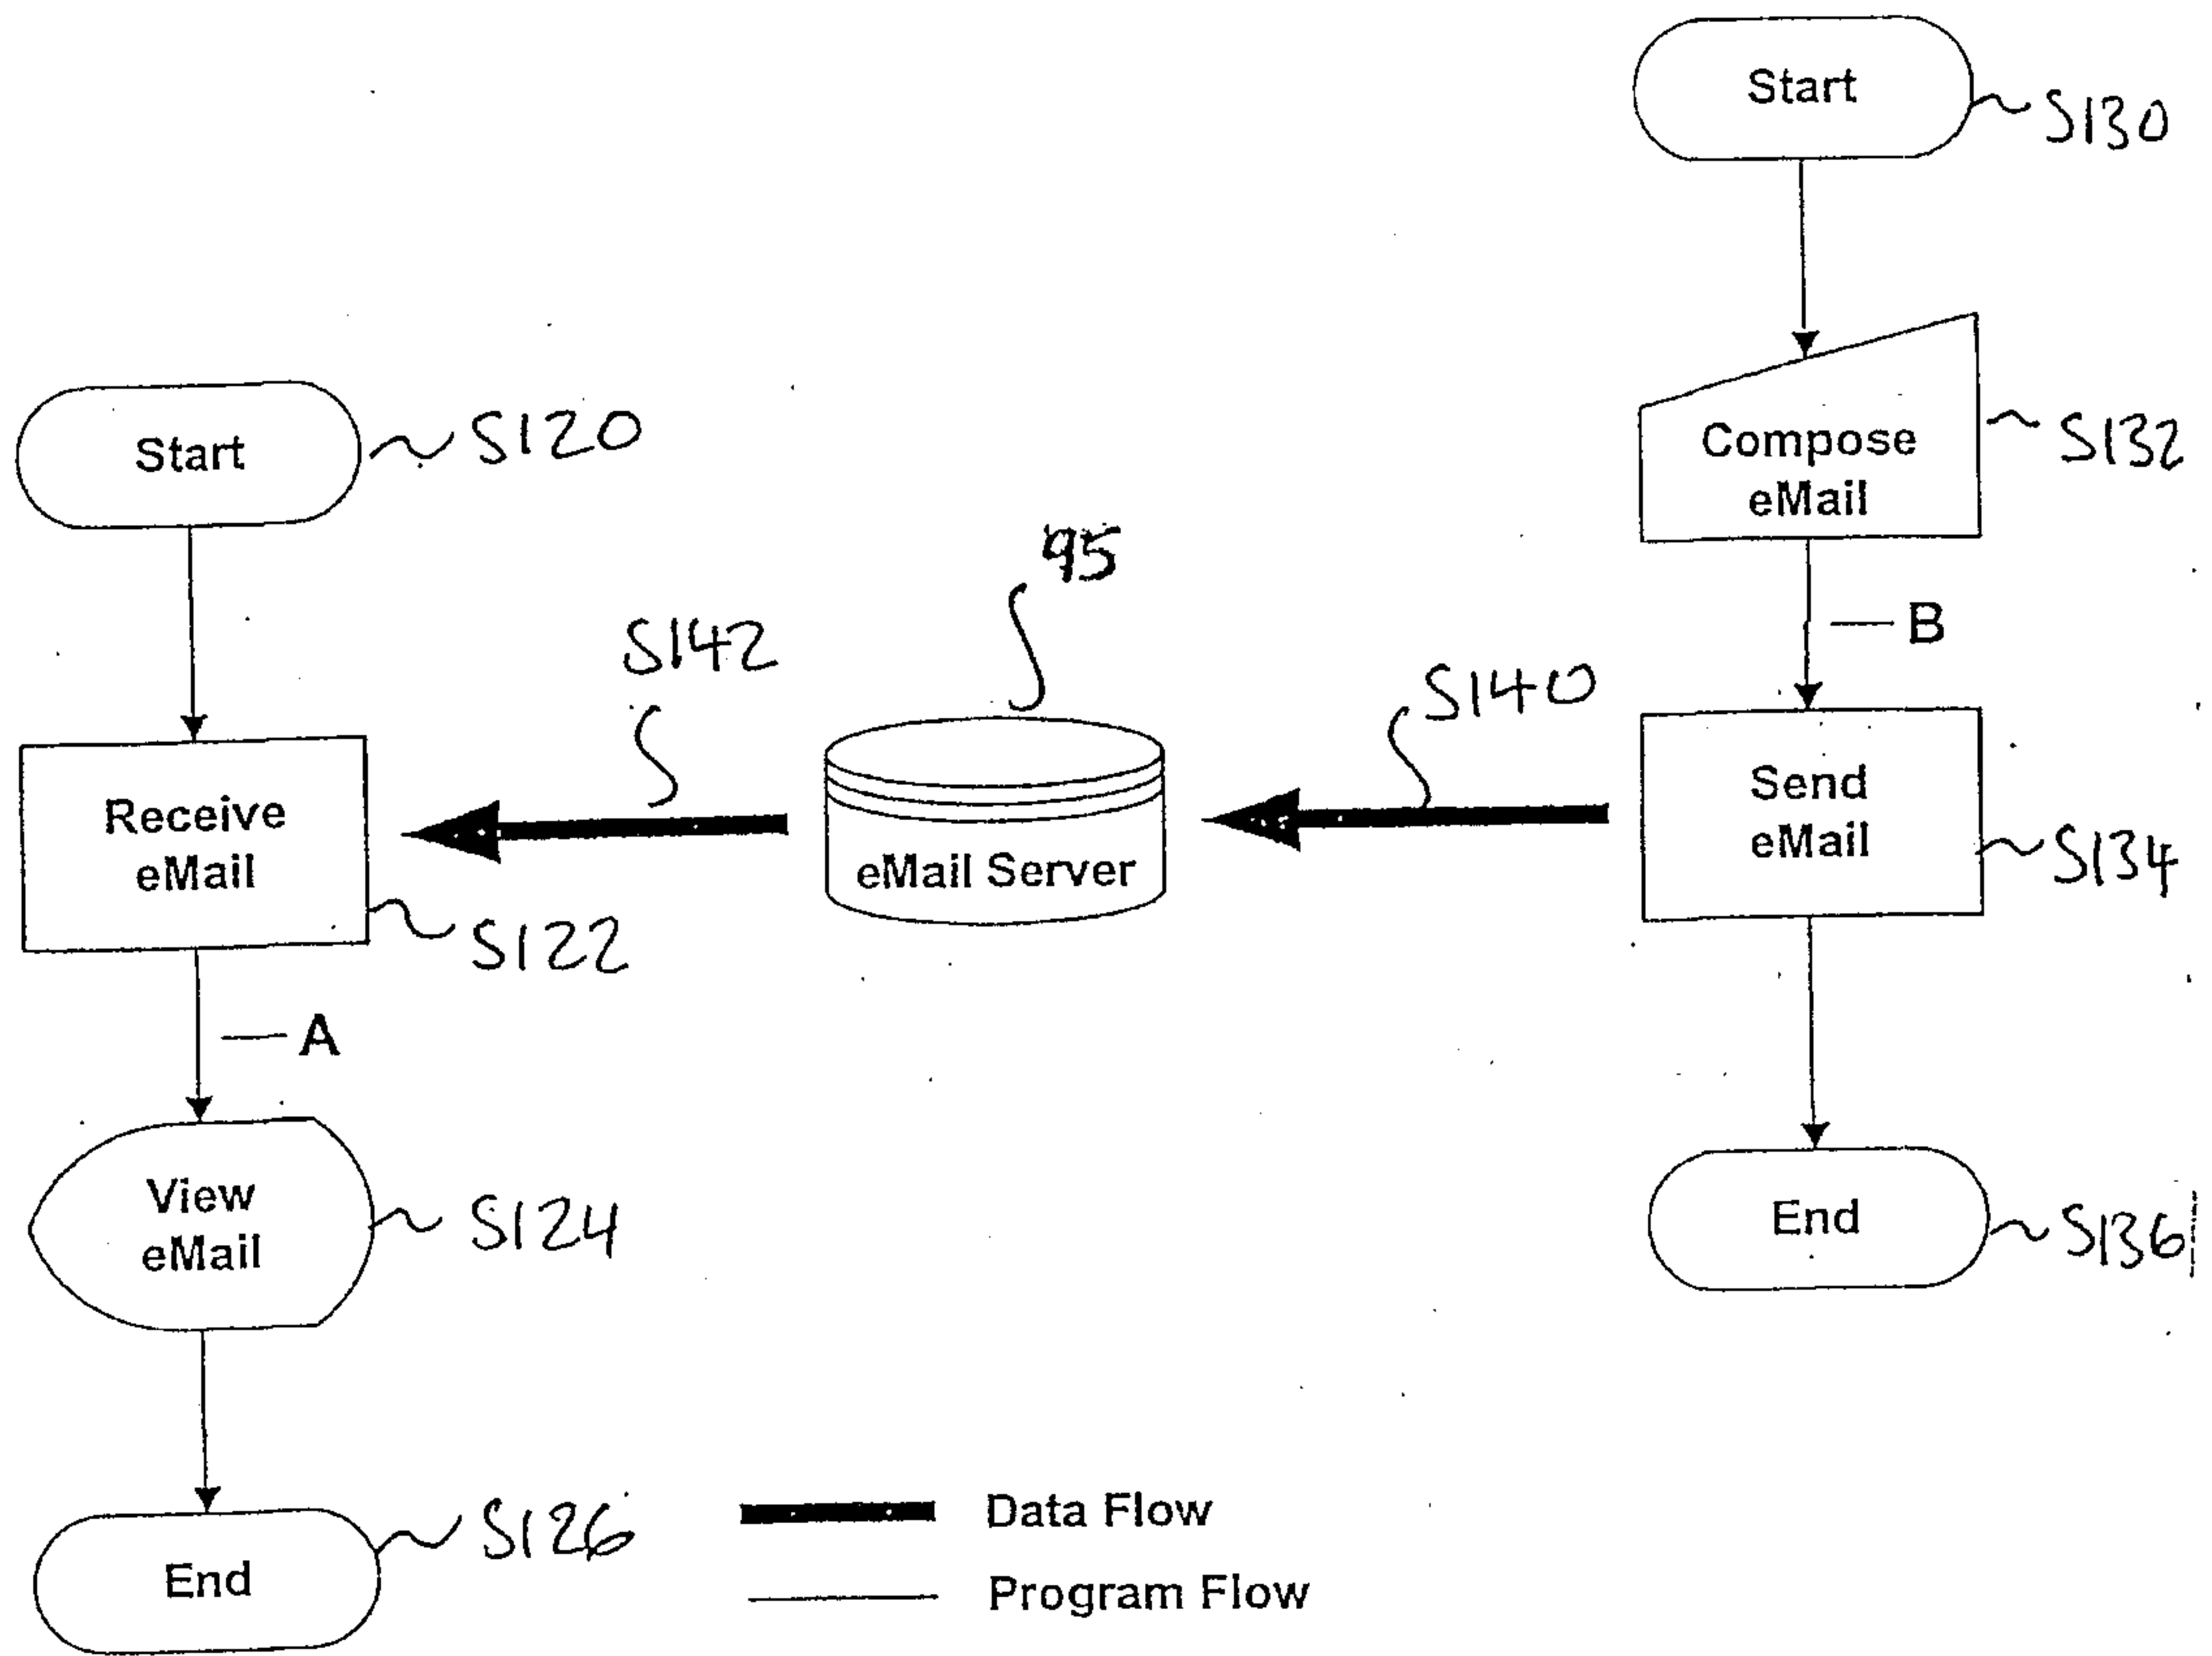 Start
S130
Start
S120
Compose
eMail
S132
95
B
S142
S140
Receive
eMail
S122
eMail Server
Send
eMail
S134
A
View
eMail
S124
End
S136
End
S126
Data Flow
Program Flow